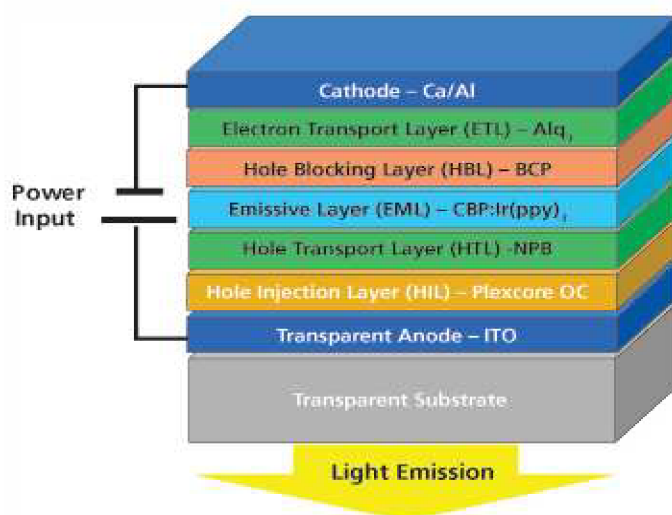 Cathode – Ca/Al
Electron Transport Layer (ETL) – Alq₃
Hole Blocking Layer (HBL) – BCP
Power
Input
Emissive Layer (EML) – CBP:Ir(ppy)₃
Hole Transport Layer (HTL) -NPB
Hole Injection Layer (HIL) – Plexcore OC
Transparent Anode – ITO
Transparent Substrate
Light Emission